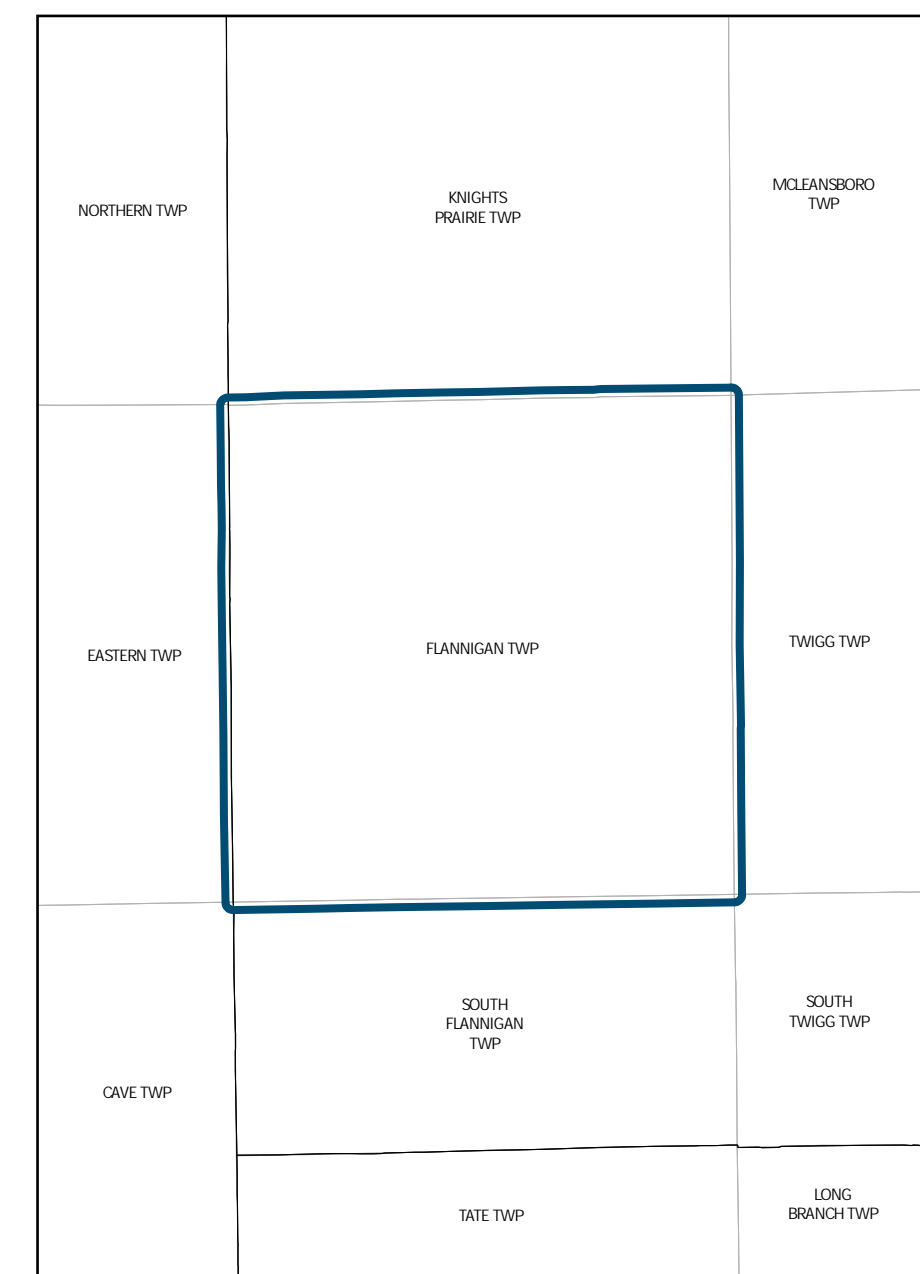 NORTHERN TWP
KNIGHTS
PRAIRIE TWP
MCLEANSBORO
TWP
EASTERN TWP
FLANNIGAN TWP
TWIGG TWP
CAVE TWP
SOUTH
FLANNIGAN
TWP
SOUTH
TWIGG TWP
TATE TWP
LONG
BRANCH TWP